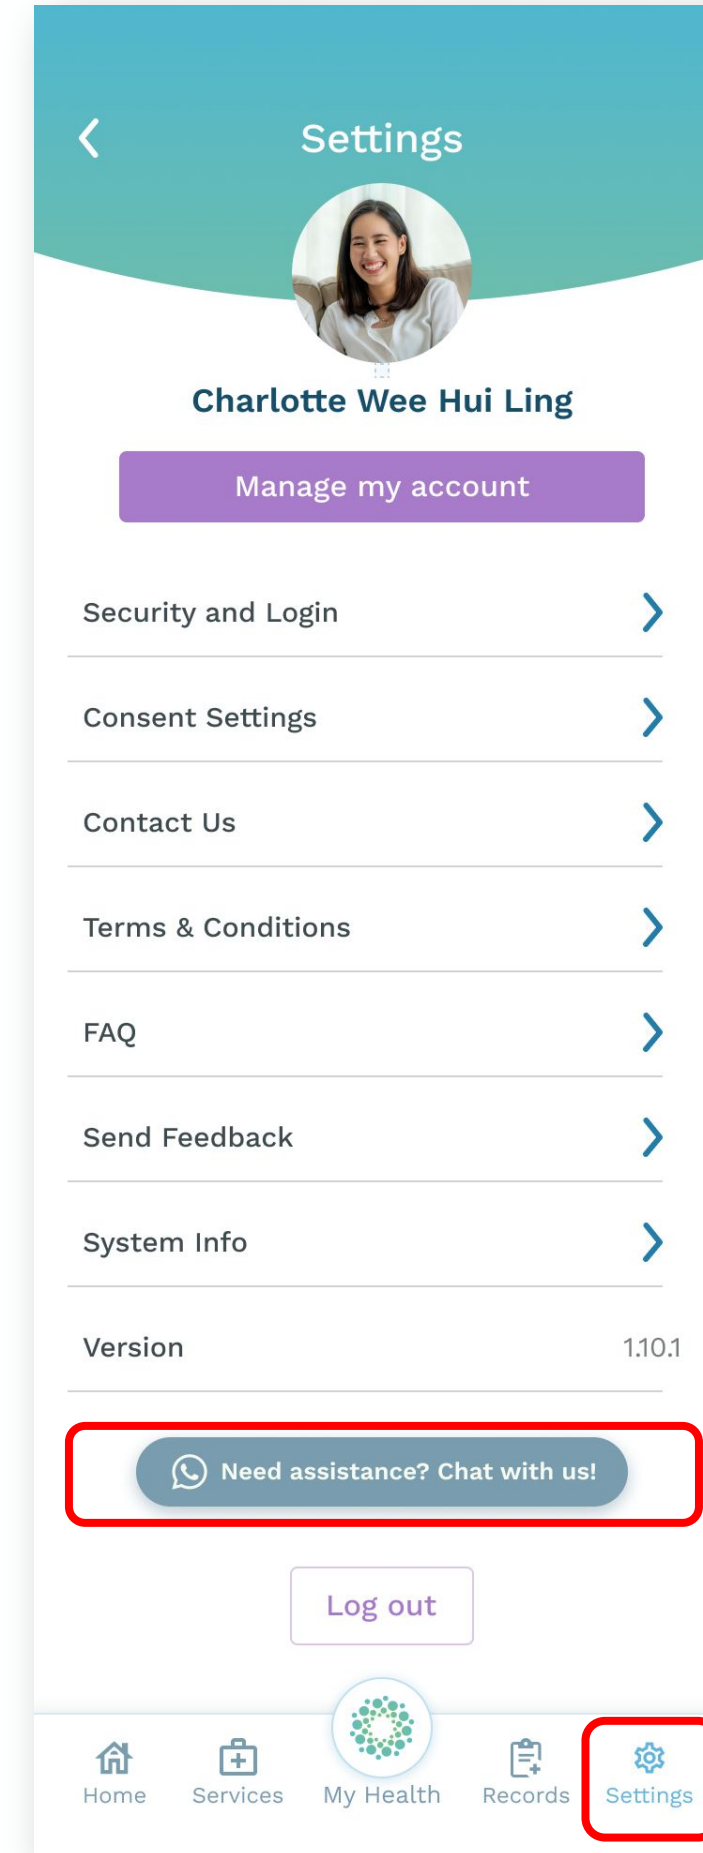 Settings
Charlotte Wee Hui Ling
Manage my account
Security and Login
Consent Settings
Contact Us
Terms & Conditions
FAQ
Send Feedback
System Info
Version 1.10.1
Need assistance? Chat with us!
Log out
Home Services My Health Records Settings